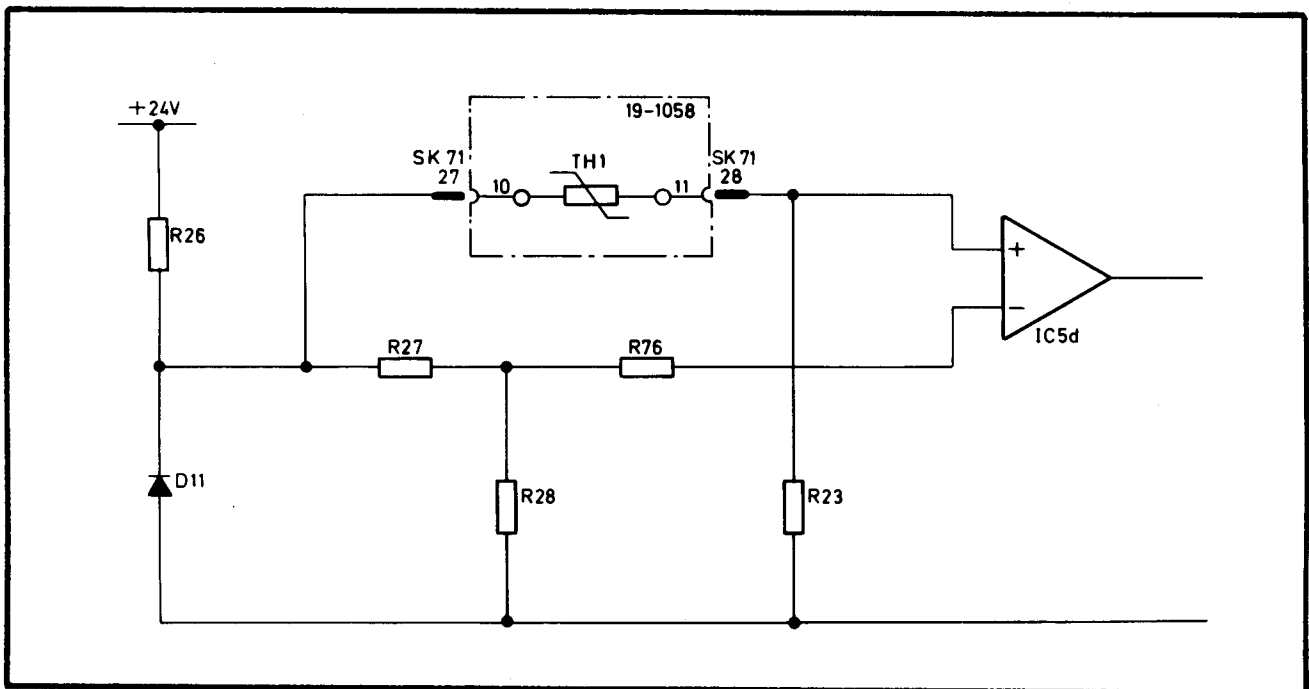 +24V
19-1058
SK 71
27
10
TH1
11
SK 71
28
R26
+
−
IC5d
R27
R76
D11
R28
R23